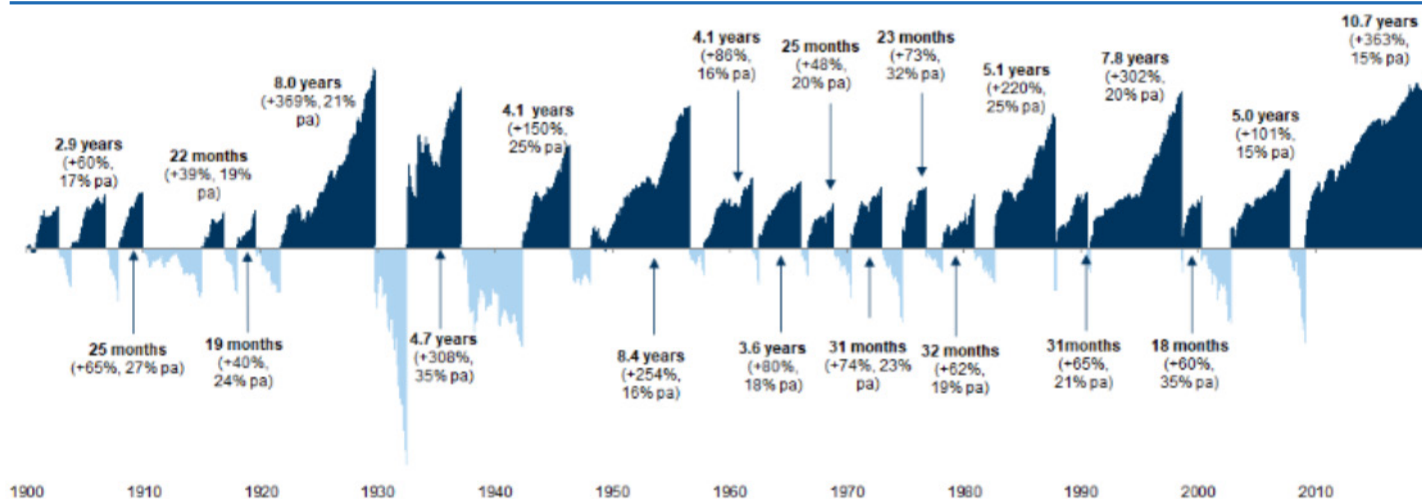 2.9 years
(+60%,
17% pa)
22 months
(+39%, 19%
pa)
8.0 years
(+369%, 21%
pa)
4.1 years
(+150%,
25% pa)
4.1 years
(+86%,
16% pa)
25 months
(+48%,
20% pa)
23 months
(+73%,
32% pa)
5.1 years
(+220%,
25% pa)
7.8 years
(+302%,
20% pa)
5.0 years
(+101%,
15% pa)
10.7 years
(+363%,
15% pa)
25 months
(+65%, 27% pa)
19 months
(+40%,
24% pa)
4.7 years
(+308%,
35% pa)
8.4 years
(+254%,
16% pa)
3.6 years
(+80%,
18% pa)
31 months
(+74%, 23%
pa)
32 months
(+62%,
19% pa)
31months
(+65%,
21% pa)
18 months
(+60%,
35% pa)
1900 1910 1920 1930 1940 1950 1960 1970 1980 1990 2000 2010